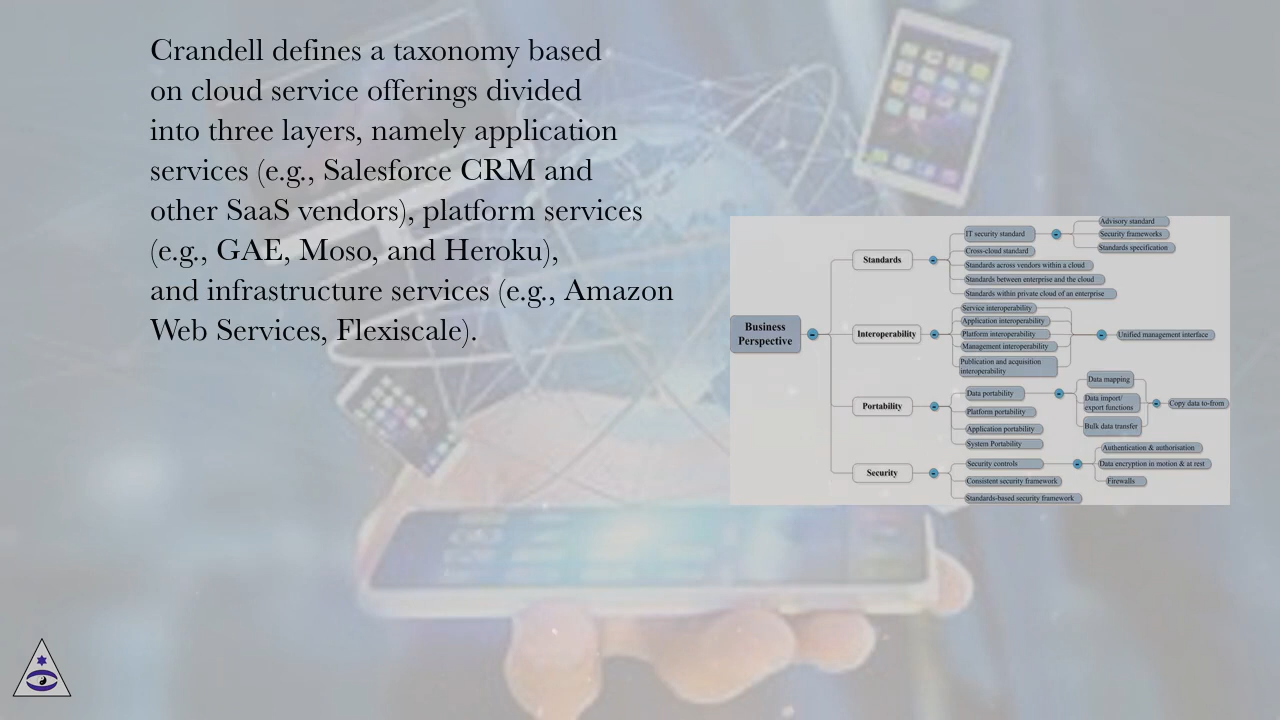 Crandell defines a taxonomy based
on cloud service offerings divided
into three layers, namely application
services (e.g., Salesforce CRM and
other SaaS vendors), platform services
(e.g., GAE, Moso, and Heroku),
and infrastructure services (e.g., Amazon
Web Services, Flexiscale).
Business
Perspective
Standards
IT security standard
Advisory standard
Security frameworks
Standards specification
Cross-cloud standard
Standards across vendors within a cloud
Standards between enterprise and the cloud
Standards within private cloud of an enterprise
Interoperability
Service interoperability
Application interoperability
Platform interoperability
Management interoperability
Publication and acquisition
interoperability
Unified management interface
Portability
Data portability
Platform portability
Application portability
System Portability
Data mapping
Data import/
export functions
Bulk data transfer
Copy data to-from
Security
Security controls
Consistent security framework
Standards-based security framework
Authentication & authorisation
Data encryption in motion & at rest
Firewalls